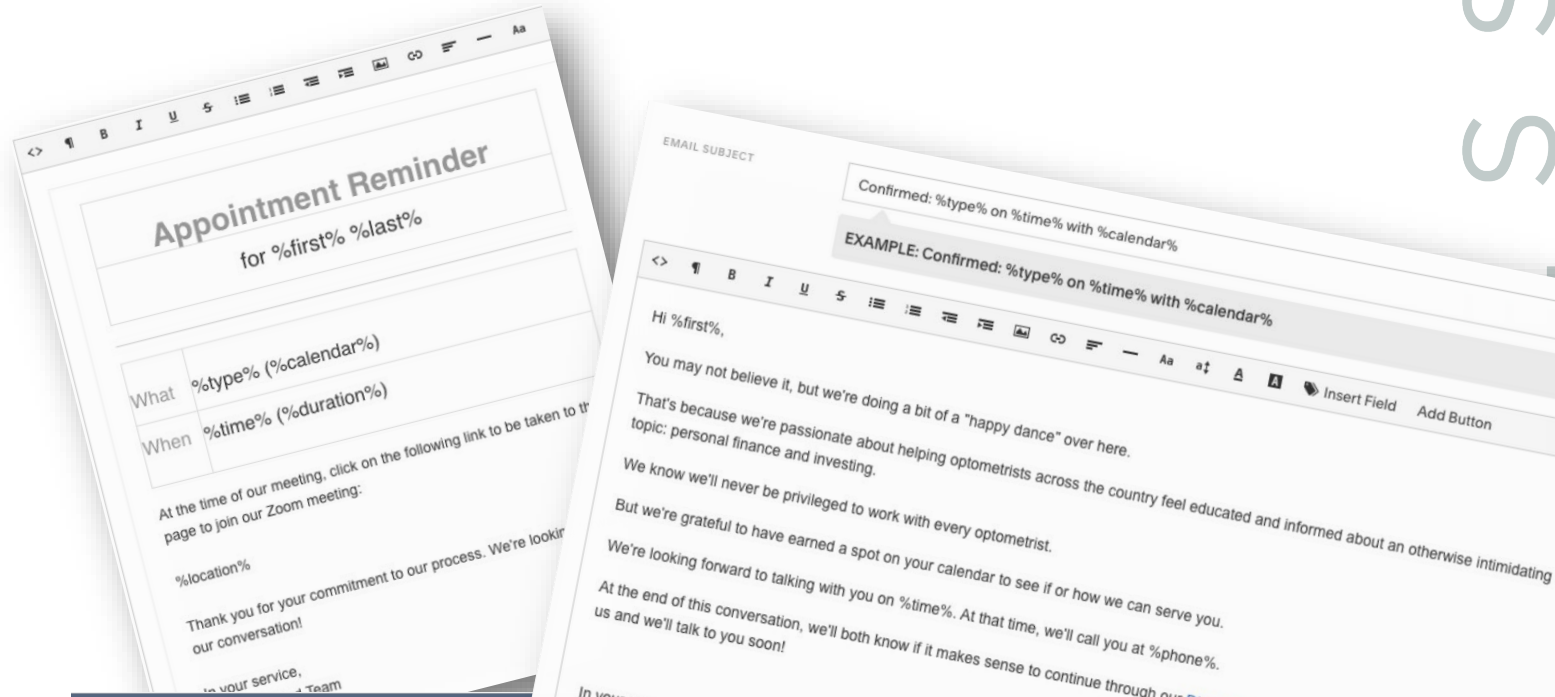 Appointment Reminder
for %first% %last%
What %type% (%calendar%)
When %time% (%duration%)
At the time of our meeting, click on the following link to be taken to
page to join our Zoom meeting:
%location%
Thank you for your commitment to our process. We're
our conversation!
In your service,
Team
EMAIL SUBJECT
Confirmed: %type% on %time% with %calendar%
EXAMPLE: Confirmed: %type% on %time% with %calendar%
Insert Field Add Button
Hi %first%,
You may not believe it, but we're doing a bit of a "happy dance" over here.
That's because we're passionate about helping optometrists across the country feel educated and informed about an otherwise intimidating
topic: personal finance and investing.
We know we'll never be privileged to work with every optometrist.
But we're grateful to have earned a spot on your calendar to see if or how we can serve you.
We're looking forward to talking with you on %time%. At that time, we'll call you at %phone%.
At the end of this conversation, we'll both know if it makes sense to continue through our
us and we'll talk to you soon!
In
S
S